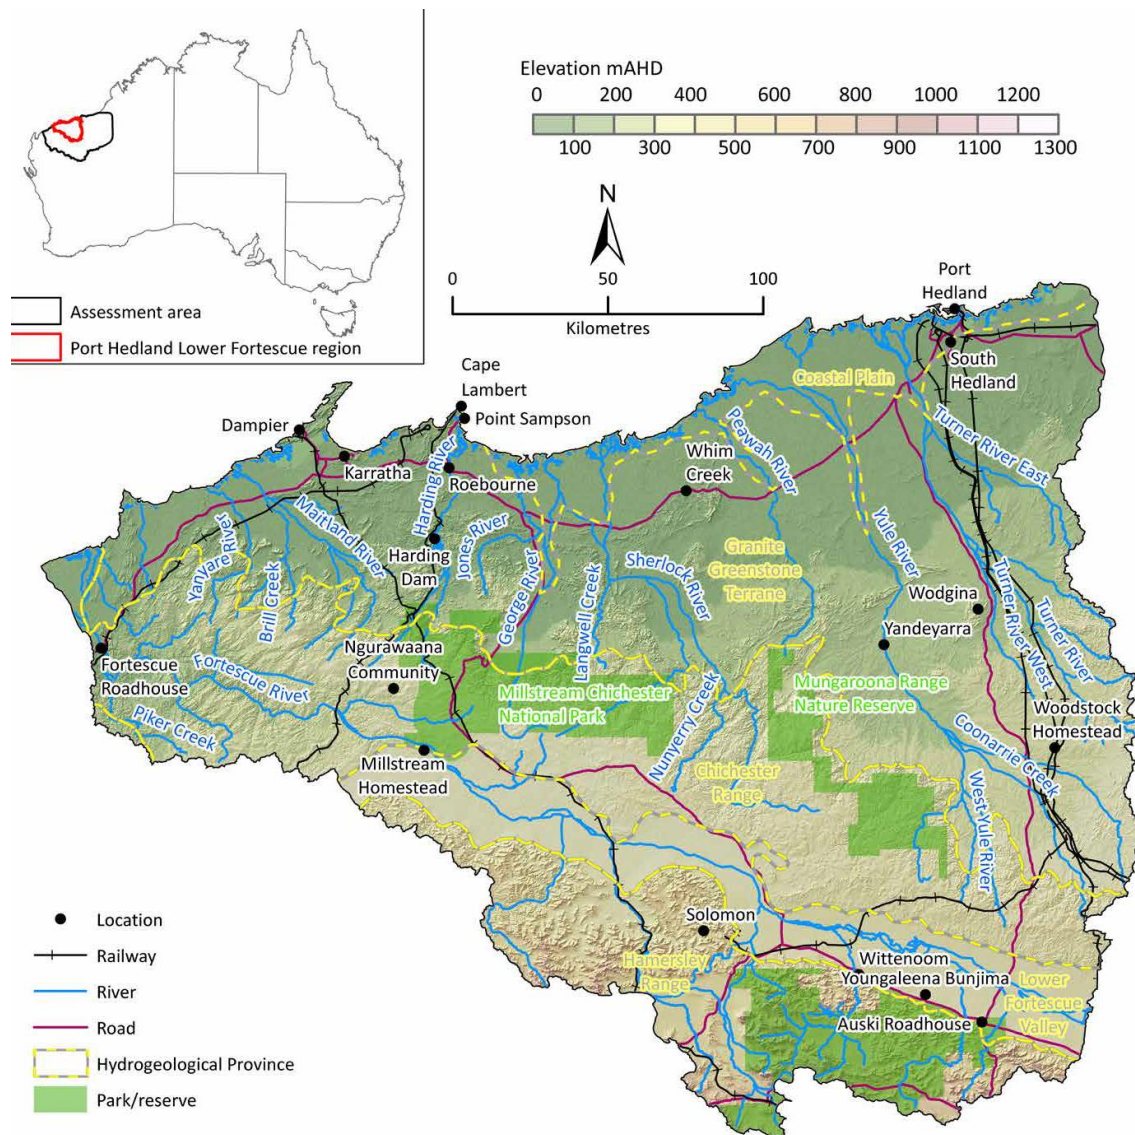 Elevation mAHD
0 200 400 600 800 1000 1200
100 300 500 700 900 1100 1300
N
0 50 100
Kilometres
Assessment area
Port Hedland Lower Fortescue region
Port
Hedland
South
Hedland
Coastal Plain
Cape
Lambert
Point Sampson
Dampier
Karratha
Harding River
Roebourne
Whim
Creek
Peawah River
Turner River East
Yanyare River
Brill Creek
Maitland River
Harding
Dam
Jones River
George River
Langwell Creek
Sherlock River
Granite
Greenstone
Terrane
Yule River
Wodgina
Yandeyarra
Turner River West
Turner River
Fortescue
Roadhouse
Fortescue River
Piker Creek
Ngurawaana
Community
Millstream Chichester
National Park
Mungaroona Range
Nature Reserve
Nunyerry Creek
Woodstock
Homestead
Coonarrie Creek
Millstream
Homestead
Chichester
Range
West Yule River
Solomon
Hamersley
Range
Wittenoom
Youngaleena Bunjima
Auski Roadhouse
Lower
Fortescue
Valley
Location
Railway
River
Road
Hydrogeological Province
Park/reserve